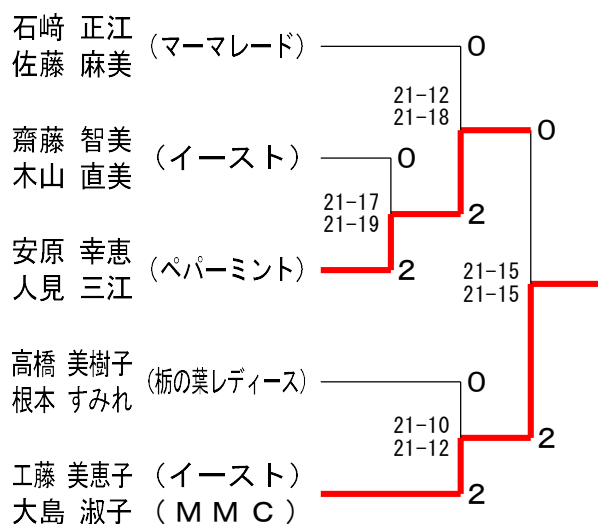 石﨑 正江
佐藤 麻美
(マーマレード)
0
21-12
21-18
齋藤 智美
木山 直美
(イースト)
0
0
21-17
21-19
2
安原 幸恵
人見 三江
(ペパーミント)
2
21-15
21-15
高橋 美樹子
根本 すみれ
(栃の葉レディース)
0
21-10
21-12
2
工藤 美恵子 (イースト)
大島 淑子 (MMC)
2